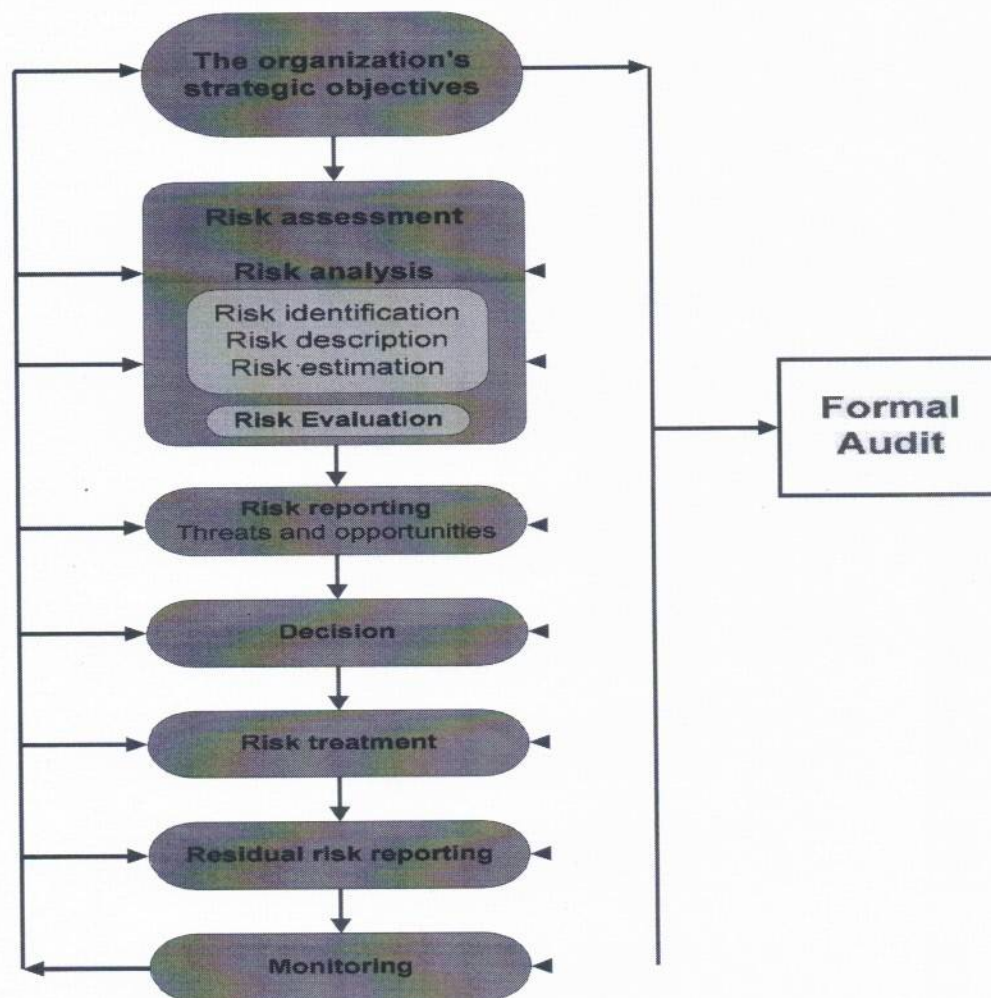 The organization's
strategic objectives
Risk assessment
Risk analysis
Risk identification
Risk description
Risk estimation
Risk Evaluation
Formal
Audit
Risk reporting
Threats and opportunities
Decision
Risk treatment
Residual risk reporting
Monitoring